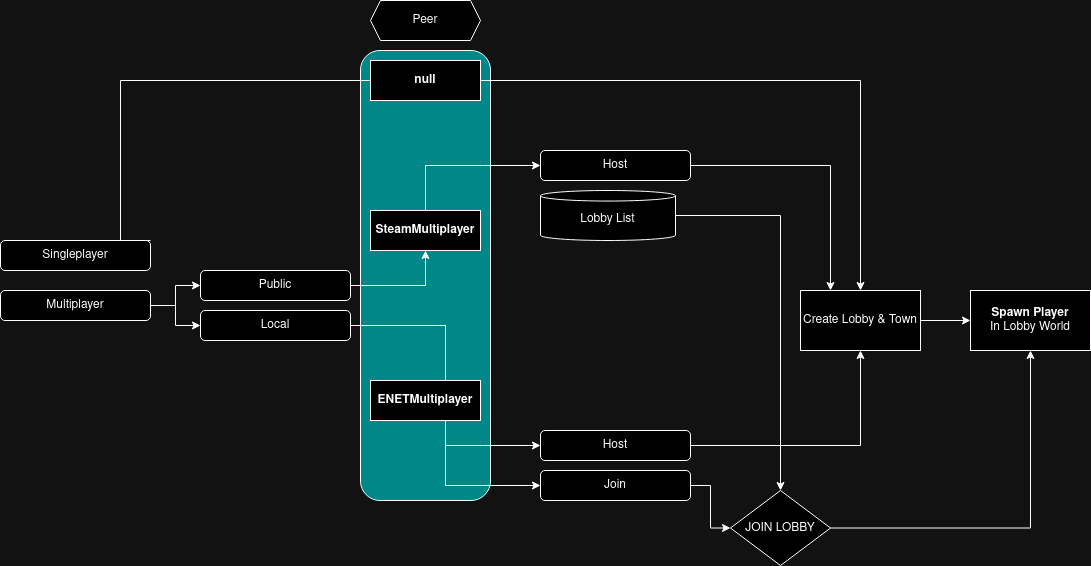 Peer
null
Host
Lobby List
SteamMultiplayer
Singleplayer
Public
Multiplayer
Local
Create Lobby & Town
Spawn Player
In Lobby World
ENETMultiplayer
Host
Join
JOIN LOBBY